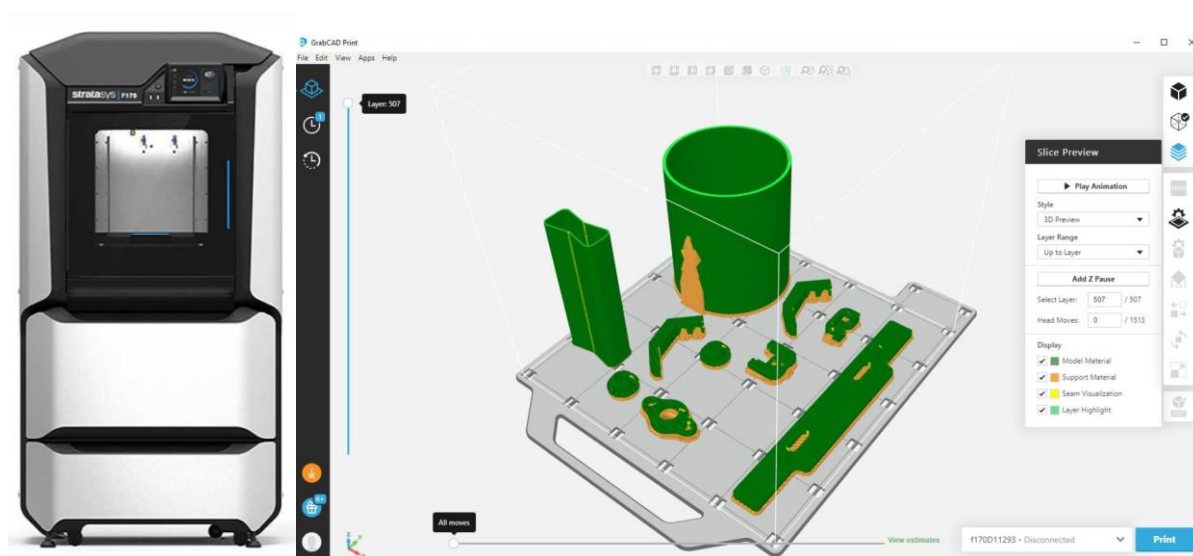 stratasys F170
GrabCAD Print
File Edit View Apps Help
1
Layer: 507
Slice Preview
Play Animation
Style
3D Preview
Layer Range
Up to Layer
Add Z Pause
Select Layer: 507 / 507
Head Moves: 0 / 1513
Display
Model Material
Support Material
Seam Visualization
Layer Highlight
6+
All moves
View estimates
f170D11293 - Disconnected
Print